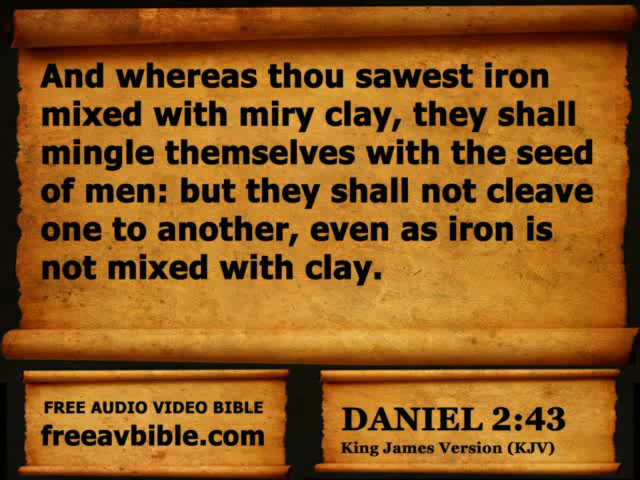 And whereas thou sawest iron
mixed with miry clay, they shall
mingle themselves with the seed
of men: but they shall not cleave
one to another, even as iron is
not mixed with clay.
FREE AUDIO VIDEO BIBLE
freeavbible.com
DANIEL 2:43
King James Version (KJV)